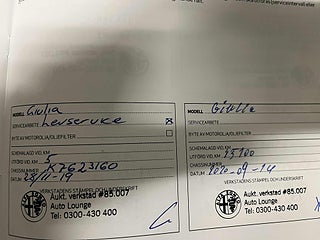 MODELL Giulia
SERVICEARBETE Levservice
BYTE AV MOTOROLJA/OLJEFILTER
SCHEMALAGD VID, KM
UTFÖRD VID, KM 5
CHASSINUMMER K7623160
DATUM 28/11-19
VERKSTADENS STÄMPEL OCH UNDERSKRIFT
Aukt. verkstad #85.007
Auto Lounge
Tel: 0300-430 400
MODELL Giulia
SERVICEARBETE
BYTE AV MOTOROLJA/OLJEFILTER
SCHEMALAGD VID, KM
UTFÖRD VID, KM 15100
CHASSINUMMER
DATUM 2020-09-14
VERKSTADENS STÄMPEL OCH UNDERSKRIFT
Aukt. verkstad #85.007
Auto Lounge
Tel: 0300-430 400